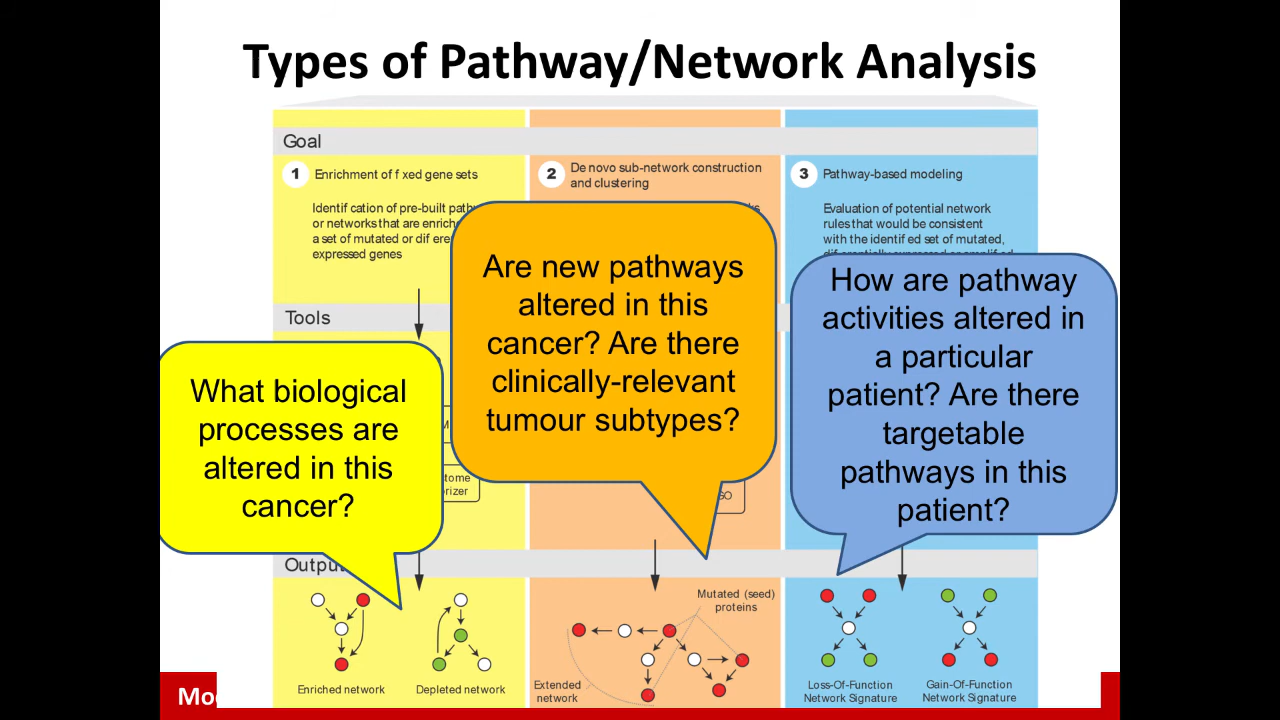 Types of Pathway/Network Analysis
Goal
1 Enrichment of f xed gene sets
Identif cation of pre-built
or networks that are
a set of mutated or dif
expressed genes
2 De novo sub-network construction
and clustering
3 Pathway-based modeling
Evaluation of potential network
rules that would be consistent
with the identif ed set of mutated,
Tools
What biological
processes are
altered in this
cancer?
Are new pathways
altered in this
cancer? Are there
clinically-relevant
tumour subtypes?
How are pathway
activities altered in
a particular
patient? Are there
targetable
pathways in this
patient?
Enriched network
Depleted network
Mutated (seed)
proteins
Extended
network
Loss-Of-Function
Network Signature
Gain-Of-Function
Network Signature